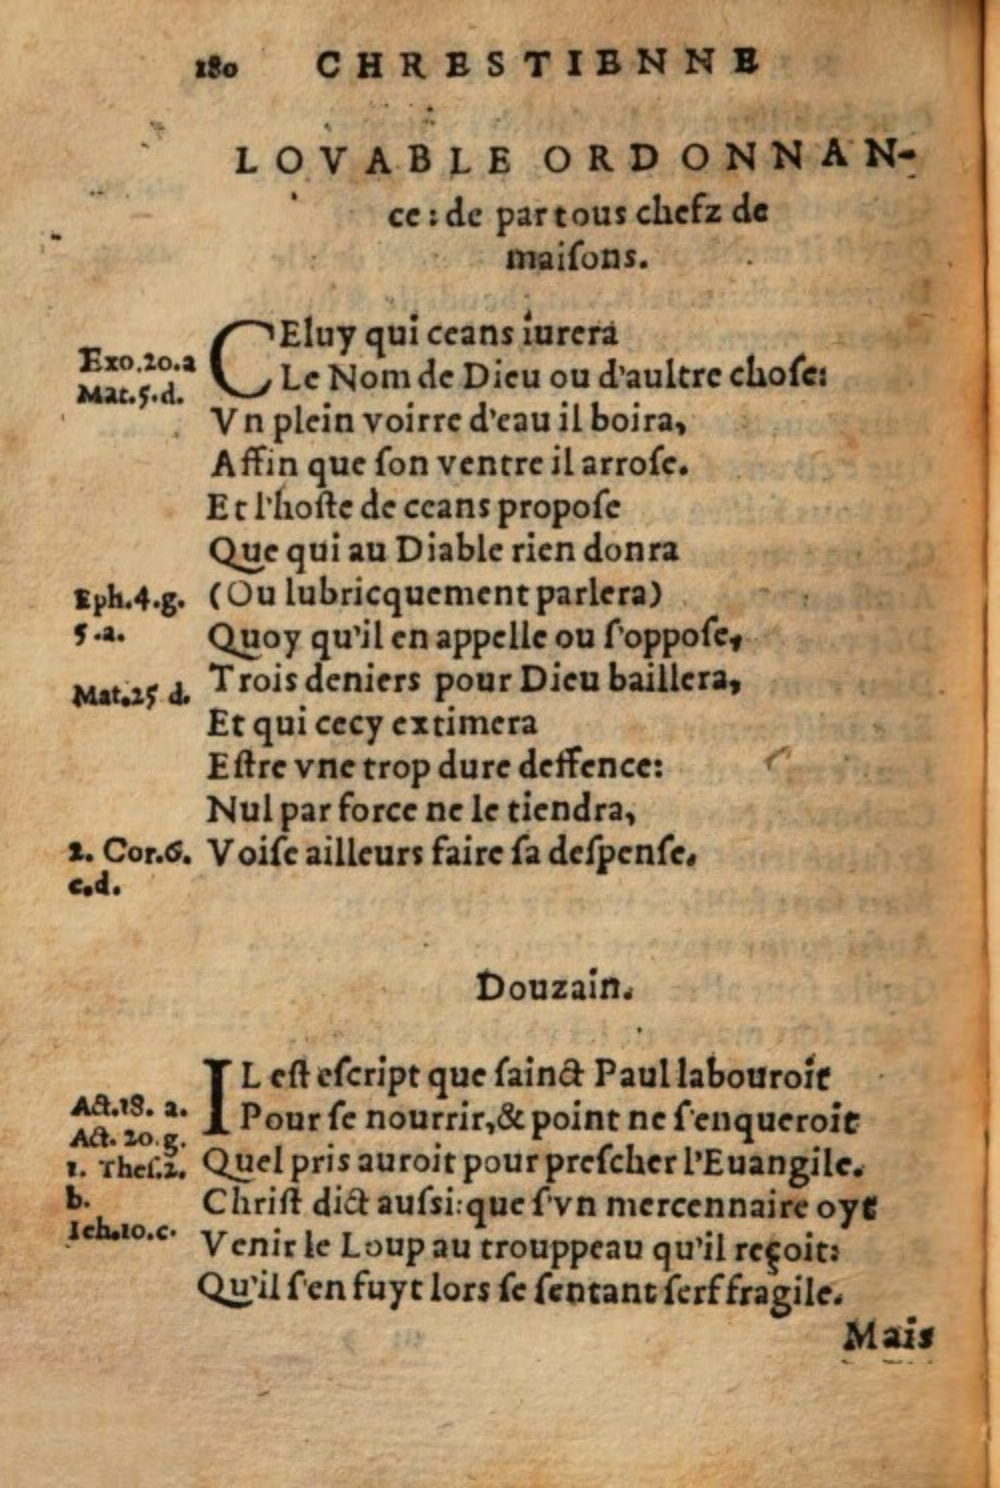 180 CHRESTIENNE
LOVABLE ORDONNAN-
ce: de par tous chefz de
maiſons.
Exo.20.a
Mat.5.d.
CEluy qui ceans iurera
Le Nom de Dieu ou d'aultre choſe:
Vn plein voirre d'eau il boira,
Affin que ſon ventre il arroſe.
Et l'hoſte de ceans propoſe
Que qui au Diable rien donra
Eph.4.g. (Ou lubricquement parlera)
5.a. Quoy qu'il en appelle ou ſ'oppoſe,
Mat.25 d. Trois deniers pour Dieu baillera,
Et qui cecy extimera
Eſtre vne trop dure deffence:
Nul par force ne le tiendra,
2. Cor.6. Voiſe ailleurs faire ſa deſpenſe.
c.d.
Douzain.
IL eſt eſcript que ſainct Paul labouroit
Act.18. a. Pour ſe nourrir, & point ne ſ'enqueroit
Act. 20.g.
1. Theſ.2. Quel pris auroit pour preſcher l'Euangile.
b. Chriſt dict auſsi: que ſ'vn mercennaire oyt
Ieh.10.c. Venir le Loup au trouppeau qu'il reçoit:
Qu'il ſ'en fuyt lors ſe ſentant ſerf fragile.
Mais